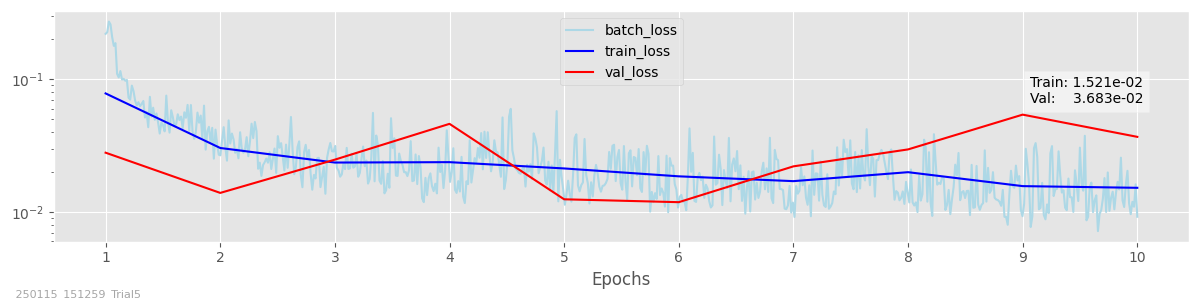 batch_loss
train_loss
val_loss
10⁻¹
Train: 1.521e-02
Val: 3.683e-02
10⁻²
1 2 3 4 5 6 7 8 9 10
Epochs
250115_151259_Trial5